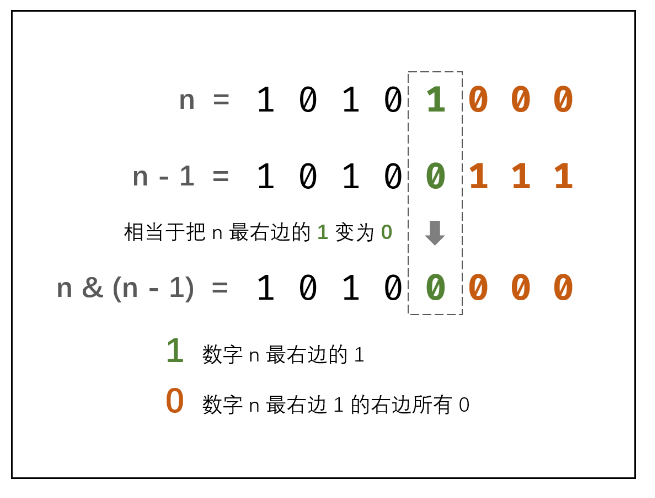 n = 1 0 1 0 1 0 0 0
n - 1 = 1 0 1 0 0 1 1 1
相当于把 n 最右边的 1 变为 0
n & (n - 1) = 1 0 1 0 0 0 0 0
1 数字 n 最右边的 1
0 数字 n 最右边 1 的右边所有 0